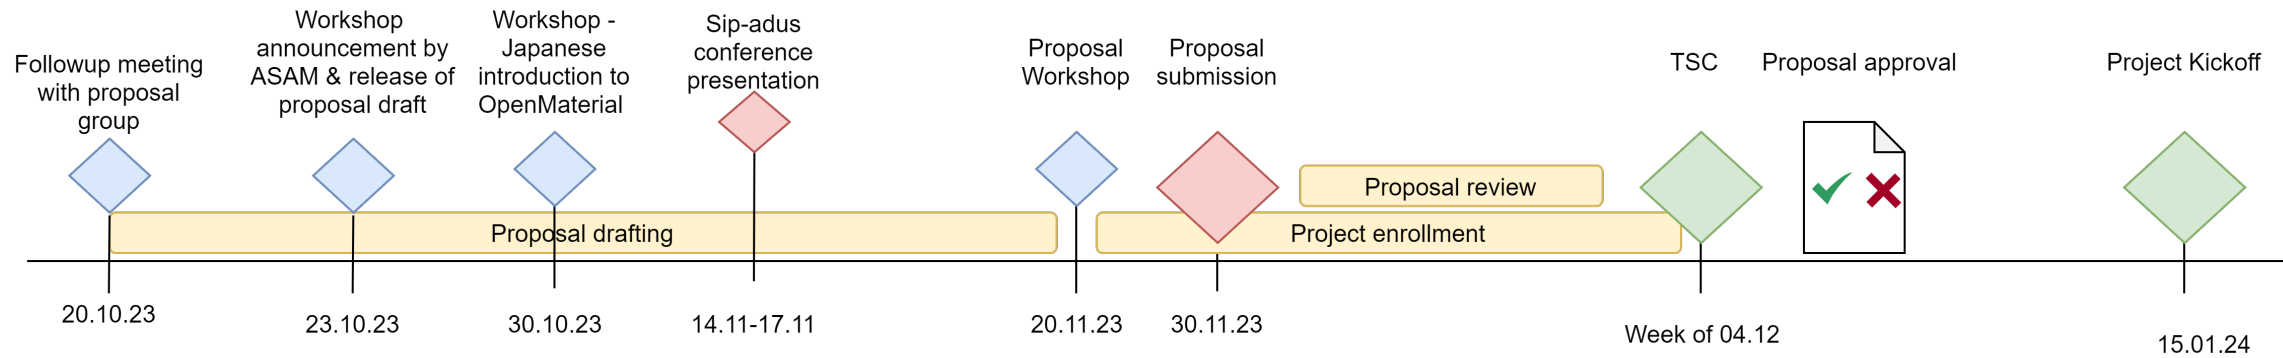 Followup meeting
with proposal
group
Workshop
announcement by
ASAM & release of
proposal draft
Workshop -
Japanese
introduction to
OpenMaterial
Sip-adus
conference
presentation
Proposal
Workshop
Proposal
submission
TSC
Proposal approval
Project Kickoff
Proposal review
Proposal drafting
Project enrollment
20.10.23
23.10.23
30.10.23
14.11-17.11
20.11.23
30.11.23
Week of 04.12
15.01.24